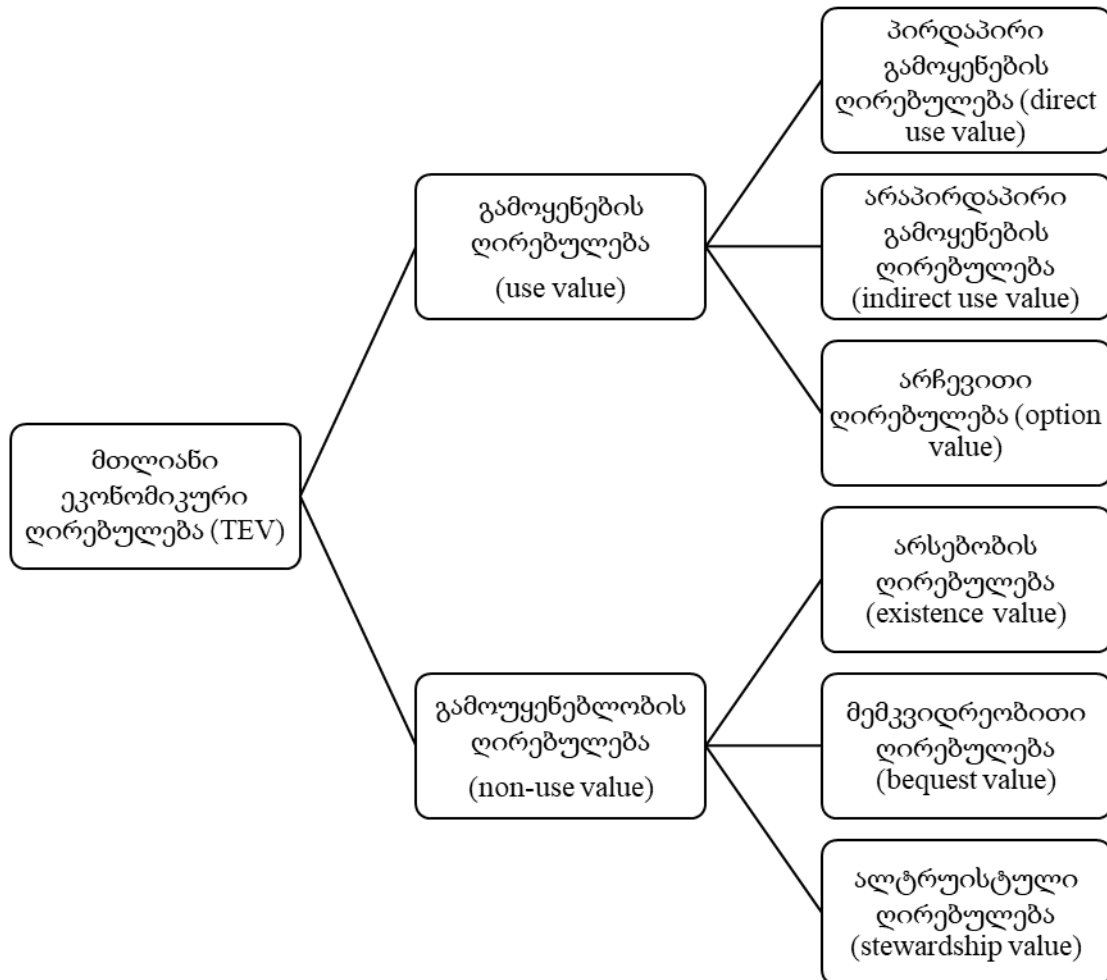 მთლიანი
ეკონომიკური
ღირებულება (TEV)
გამოყენების
ღირებულება
(use value)
პირდაპირი
გამოყენების
ღირებულება (direct
use value)
არაპირდაპირი
გამოყენების
ღირებულება
(indirect use value)
არჩევითი
ღირებულება (option
value)
გამოუყენებლობის
ღირებულება
(non-use value)
არსებობის
ღირებულება
(existence value)
მემკვიდრეობითი
ღირებულება
(bequest value)
ალტრუისტული
ღირებულება
(stewardship value)